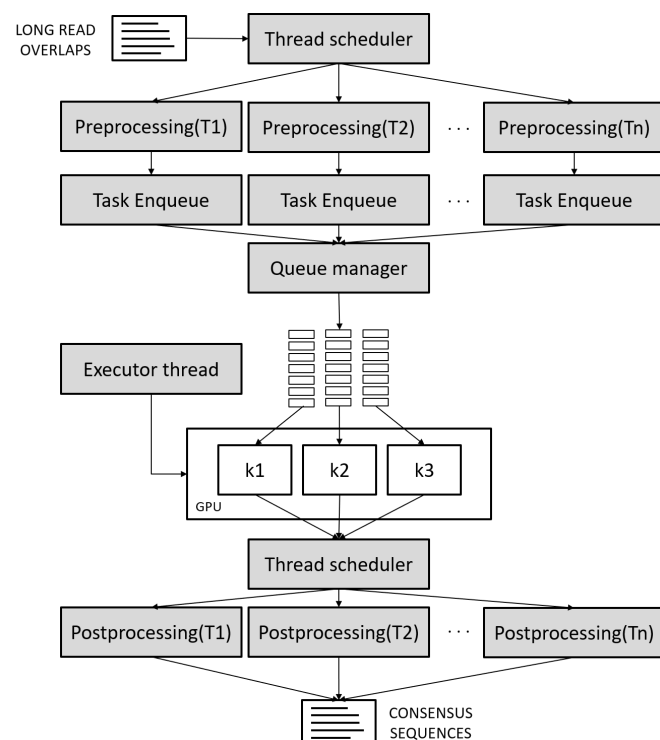 LONG READ
OVERLAPS
Thread scheduler
Preprocessing(T1)
Preprocessing(T2)
. . .
Preprocessing(Tn)
Task Enqueue
Task Enqueue
. . .
Task Enqueue
Queue manager
Executor thread
k1
k2
k3
GPU
Thread scheduler
Postprocessing(T1)
Postprocessing(T2)
. . .
Postprocessing(Tn)
CONSENSUS
SEQUENCES